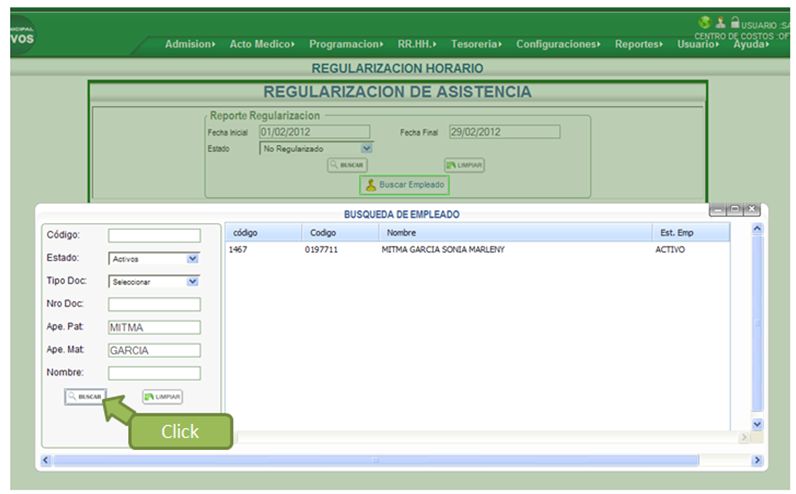 USUARIO :SA
CENTRO DE COSTOS :OF
VOS
Admision Acto Medico Programacion RR.HH. Tesoreria Configuraciones Reportes Usuario Ayuda
REGULARIZACION HORARIO
REGULARIZACION DE ASISTENCIA
Reporte Regularizacion
Fecha Inicial 01/02/2012 Fecha Final 29/02/2012
Estado No Regularizado
BUSCAR LIMPIAR
Buscar Empleado
BUSQUEDA DE EMPLEADO
Código:
Estado: Activos
Tipo Doc: Seleccionar
Nro Doc:
Ape. Pat: MITMA
Ape. Mat: GARCIA
Nombre:
BUSCAR LIMPIAR
Click
código Codigo Nombre Est. Emp
1467 0197711 MITMA GARCIA SONIA MARLENY ACTIVO